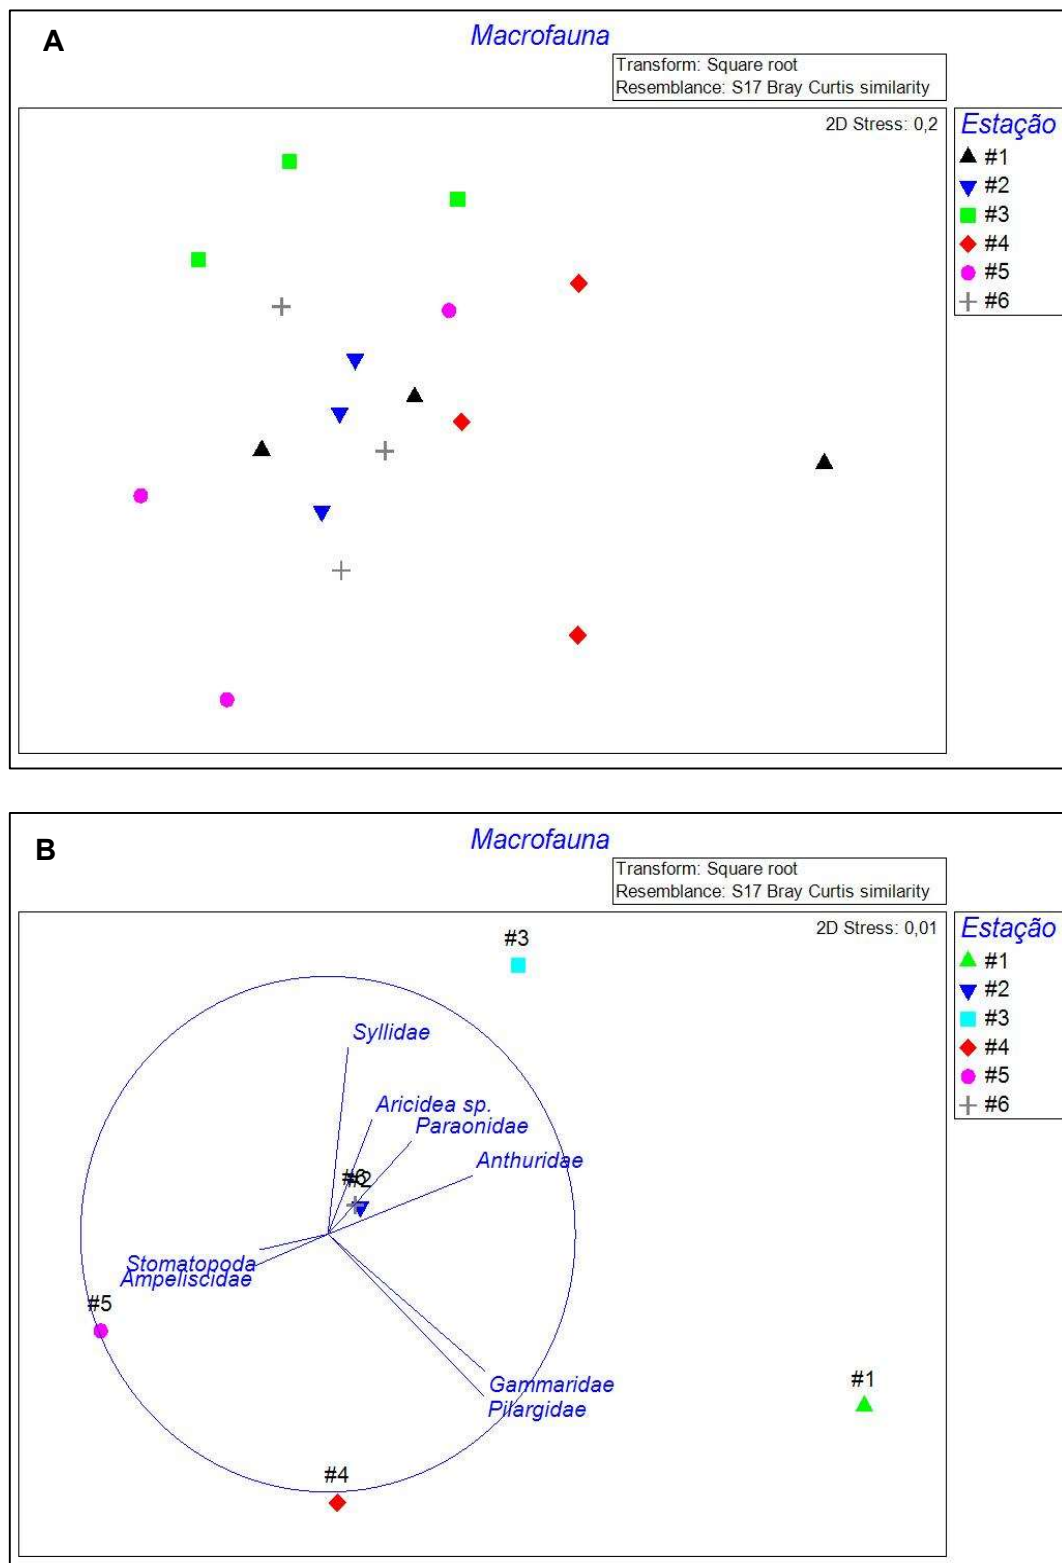 A
Macrofauna
Transform: Square root
Resemblance: S17 Bray Curtis similarity
2D Stress: 0,2
Estação
#1
#2
#3
#4
#5
#6
B
Macrofauna
Transform: Square root
Resemblance: S17 Bray Curtis similarity
2D Stress: 0,01
Estação
#1
#2
#3
#4
#5
#6
#3
Syllidae
Aricidea sp.
Paraonidae
Anthuridae
#6
#2
Stomatopoda
Ampeliscidae
#5
Gammaridae
Pilargidae
#1
#4